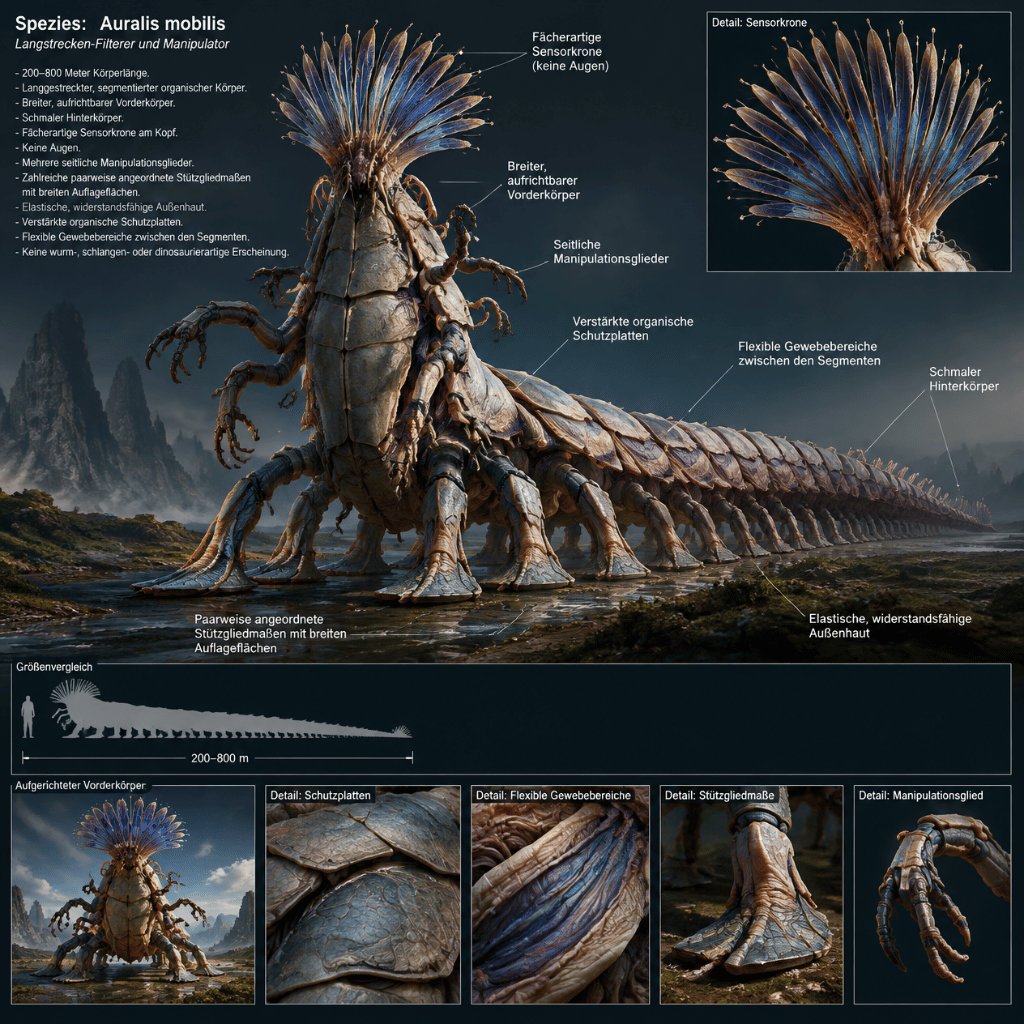 Spezies: Auralis mobilis
Langstrecken-Filterer und Manipulator
- 200–800 Meter Körperlänge.
- Langgestreckter, segmentierter organischer Körper.
- Breiter, aufrichtbarer Vorderkörper.
- Schmaler Hinterkörper.
- Fächerartige Sensorkrone am Kopf.
- Keine Augen.
- Mehrere seitliche Manipulationsglieder.
- Zahlreiche paarweise angeordnete Stützgliedmaßen
mit breiten Auflageflächen.
- Elastische, widerstandsfähige Außenhaut.
- Verstärkte organische Schutzplatten.
- Flexible Gewebebereiche zwischen den Segmenten.
- Keine wurm-, schlangen- oder dinosaurierartige Erscheinung.
Fächerartige
Sensorkrone
(keine Augen)
Detail: Sensorkrone
Breiter,
aufrichtbarer
Vorderkörper
Seitliche
Manipulationsglieder
Verstärkte organische
Schutzplatten
Flexible Gewebebereiche
zwischen den Segmenten
Schmaler
Hinterkörper
Paarweise angeordnete
Stützgliedmaßen mit breiten
Auflageflächen
Elastische, widerstandsfähige
Außenhaut
Größenvergleich
200–800 m
Aufgerichteter Vorderkörper
Detail: Schutzplatten
Detail: Flexible Gewebebereiche
Detail: Stützgliedmaße
Detail: Manipulationsglied